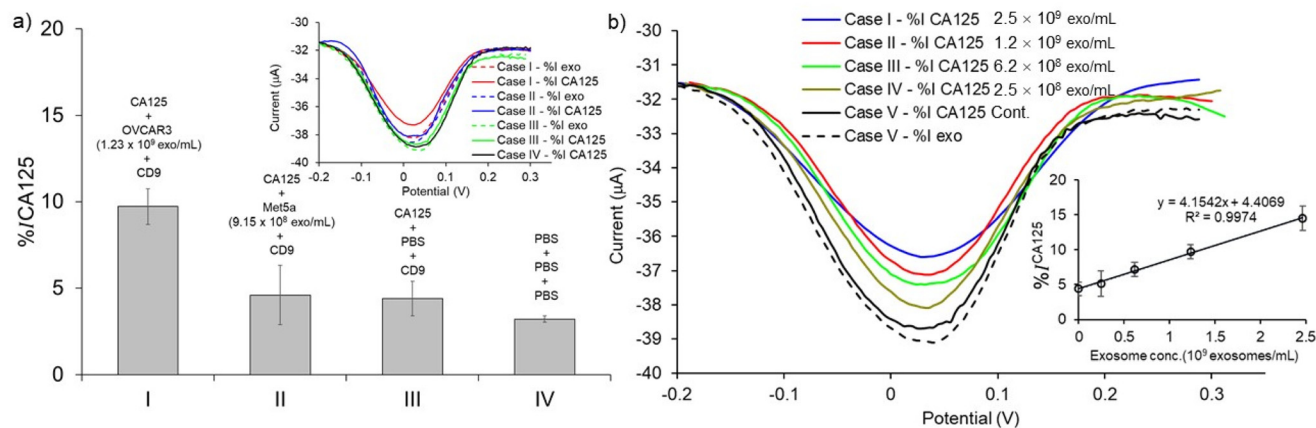 a)
%ICA125
20
15
10
5
0
CA125
+
OVCAR3
(1.23 x 10⁹ exo/mL)
+
CD9
CA125
+
Met5a
(9.15 x 10⁸ exo/mL)
+
CD9
CA125
+
PBS
+
CD9
PBS
+
PBS
+
PBS
I
II
III
IV
Current (µA)
-30
-32
-34
-36
-38
-40
-0.2
-0.1
0.0
0.1
0.2
0.3
Potential (V)
Case I - %I exo
Case I - %I CA125
Case II - %I exo
Case II - %I CA125
Case III - %I exo
Case III - %I CA125
Case IV - %I CA125
b)
Case I - %I CA125 2.5 × 10⁹ exo/mL
Case II - %I CA125 1.2 × 10⁹ exo/mL
Case III - %I CA125 6.2 × 10⁸ exo/mL
Case IV - %I CA125 2.5 × 10⁸ exo/mL
Case V - %I CA125 Cont.
Case V - %I exo
Current (µA)
-30
-31
-32
-33
-34
-35
-36
-37
-38
-39
-40
-0.2
-0.1
0
0.1
0.2
0.3
Potential (V)
%I^CA125
20
15
10
5
0
y = 4.1542x + 4.4069
R² = 0.9974
0
0.5
1
1.5
2
2.5
Exosome conc.(10⁹ exosomes/mL)